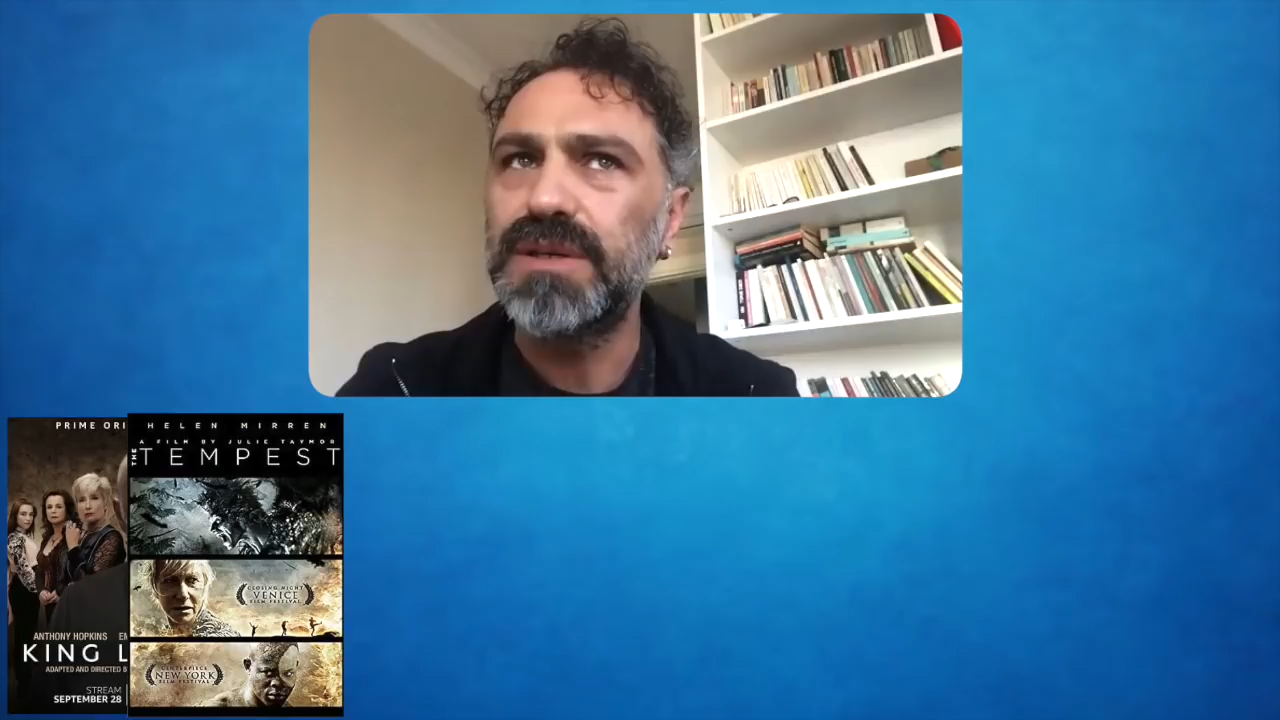 PRIME ORI
ANTHONY HOPKINS EM
KING L
ADAPTED AND DIRECTED B
STREAM
SEPTEMBER 28
HELEN MIRREN
A FILM BY JULIE TAYMOR
THE TEMPEST
CLOSING NIGHT
VENICE
FILM FESTIVAL
CENTERPIECE
NEW YORK
FILM FESTIVAL